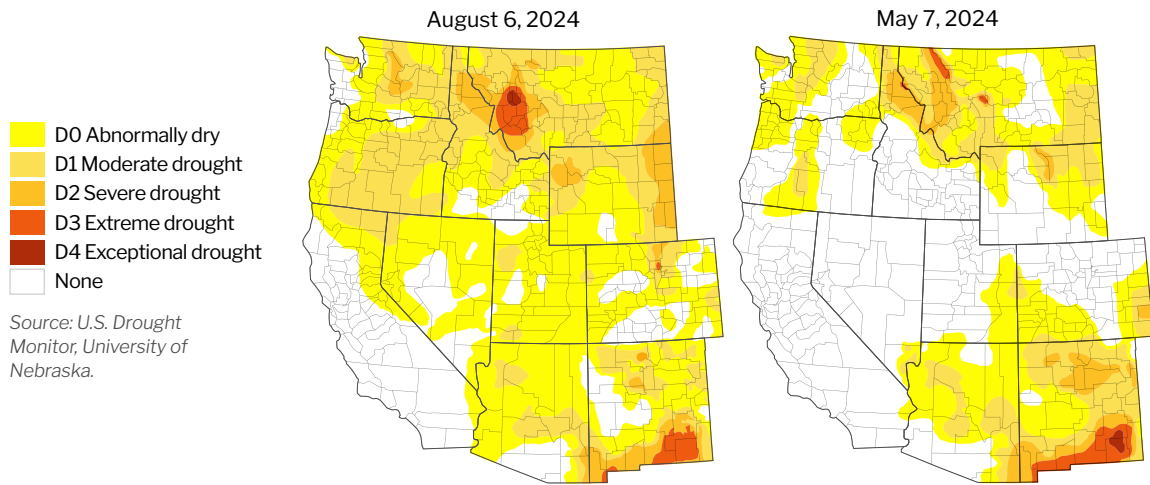 August 6, 2024
May 7, 2024
D0 Abnormally dry
D1 Moderate drought
D2 Severe drought
D3 Extreme drought
D4 Exceptional drought
None
Source: U.S. Drought
Monitor, University of
Nebraska.